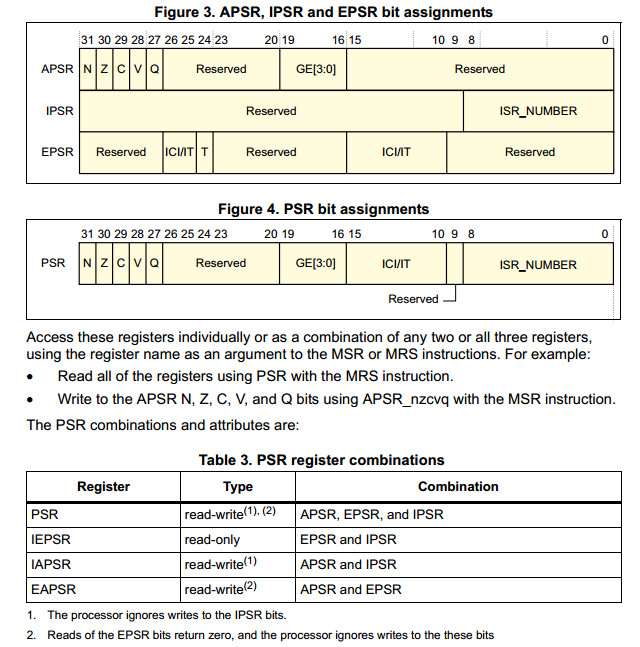 Figure 3. APSR, IPSR and EPSR bit assignments
31 30 29 28 27 26 25 24 23 20 19 16 15 10 9 8 0
APSR N Z C V Q Reserved GE[3:0] Reserved
IPSR Reserved ISR_NUMBER
EPSR Reserved ICI/IT T Reserved ICI/IT Reserved
Figure 4. PSR bit assignments
31 30 29 28 27 26 25 24 23 20 19 16 15 10 9 8 0
PSR N Z C V Q Reserved GE[3:0] ICI/IT ISR_NUMBER
Reserved
Access these registers individually or as a combination of any two or all three registers,
using the register name as an argument to the MSR or MRS instructions. For example:
• Read all of the registers using PSR with the MRS instruction.
• Write to the APSR N, Z, C, V, and Q bits using APSR_nzcvq with the MSR instruction.
The PSR combinations and attributes are:
Table 3. PSR register combinations
Register Type Combination
PSR read-write(1), (2) APSR, EPSR, and IPSR
IEPSR read-only EPSR and IPSR
IAPSR read-write(1) APSR and IPSR
EAPSR read-write(2) APSR and EPSR
1. The processor ignores writes to the IPSR bits.
2. Reads of the EPSR bits return zero, and the processor ignores writes to the these bits